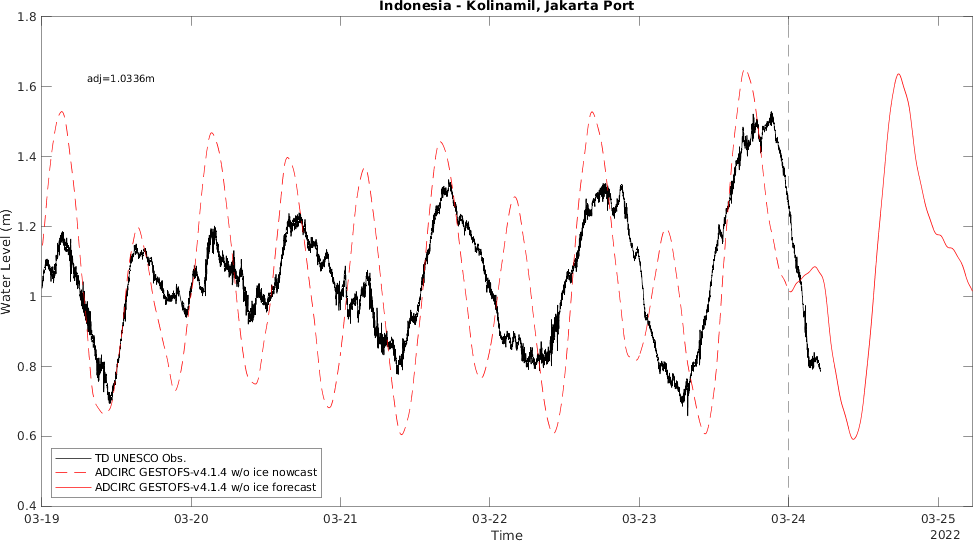 Indonesia - Kolinamil, Jakarta Port
1.8
1.6
1.4
1.2
1
0.8
0.6
0.4
Water Level (m)
adj=1.0336m
TD UNESCO Obs.
ADCIRC GESTOFS-v4.1.4 w/o ice nowcast
ADCIRC GESTOFS-v4.1.4 w/o ice forecast
03-19 03-20 03-21 03-22 03-23 03-24 03-25
Time 2022